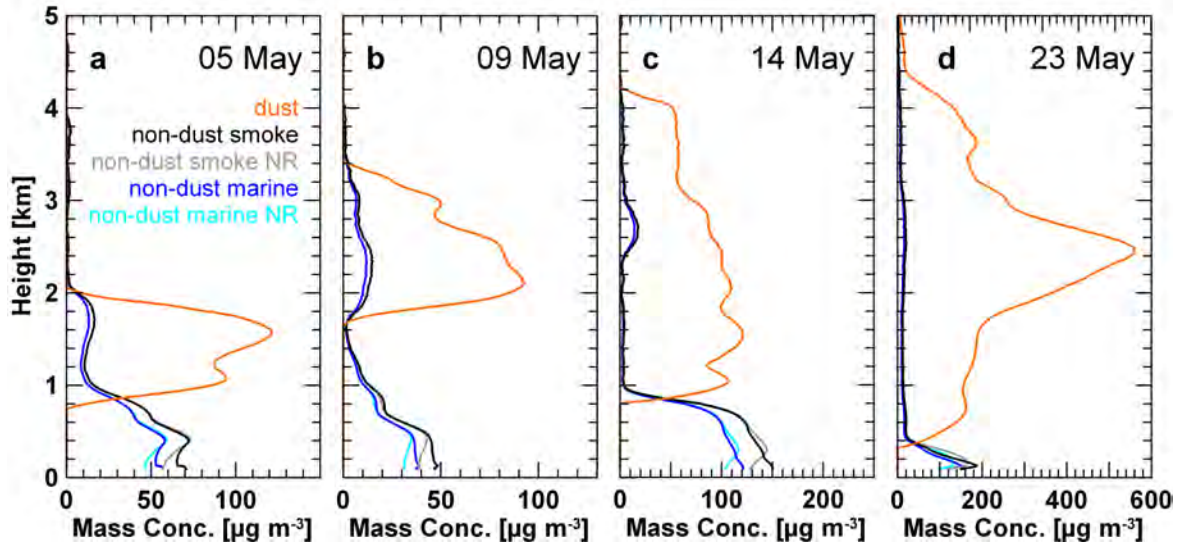 a 05 May
b 09 May
c 14 May
d 23 May
dust
non-dust smoke
non-dust smoke NR
non-dust marine
non-dust marine NR
Height [km]
5
4
3
2
1
0
0 50 100
0 50 100
0 100 200
0 200 400 600
Mass Conc. [µg m⁻³]
Mass Conc. [µg m⁻³]
Mass Conc. [µg m⁻³]
Mass Conc. [µg m⁻³]